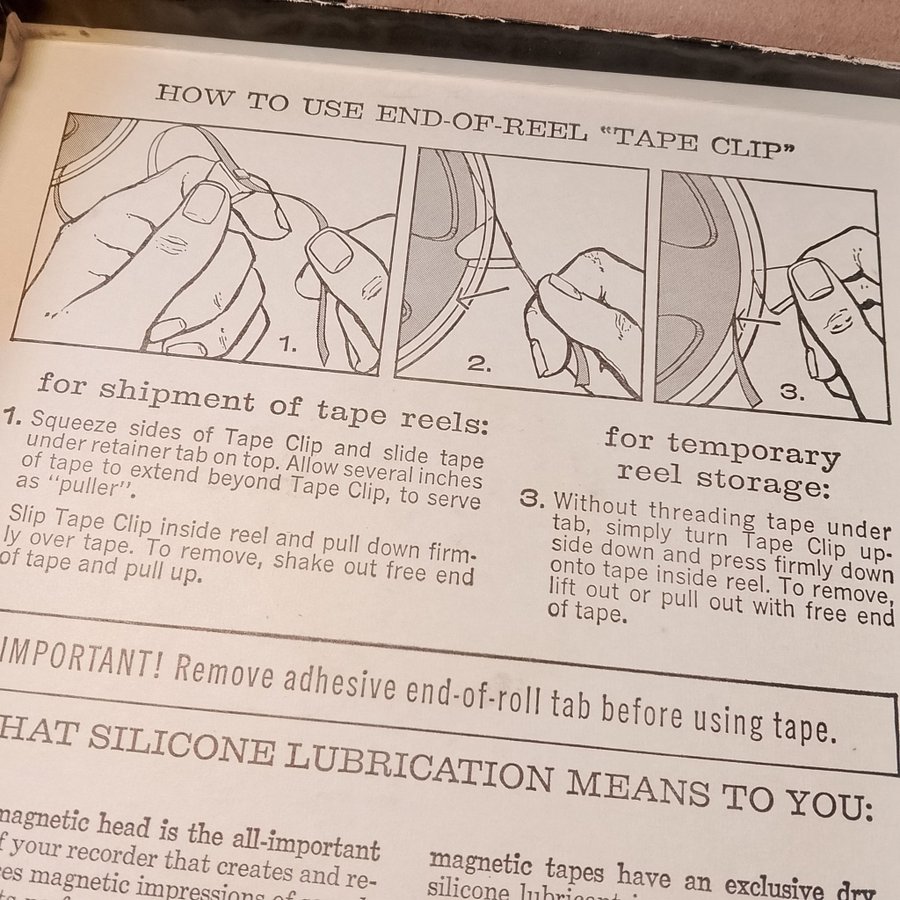 HOW TO USE END-OF-REEL “TAPE CLIP”
1.
2.
3.
for shipment of tape reels:
1. Squeeze sides of Tape Clip and slide tape
under retainer tab on top. Allow several inches
of tape to extend beyond Tape Clip, to serve
as “puller”.
Slip Tape Clip inside reel and pull down firm-
ly over tape. To remove, shake out free end
of tape and pull up.
for temporary
reel storage:
3. Without threading tape under
tab, simply turn Tape Clip up-
side down and press firmly down
onto tape inside reel. To remove,
lift out or pull out with free end
of tape.
IMPORTANT! Remove adhesive end-of-roll tab before using tape.
HAT SILICONE LUBRICATION MEANS TO YOU:
magnetic head is the all-important
f your recorder that creates and re-
es magnetic impressions of
magnetic tapes have an exclusive dry
silicone